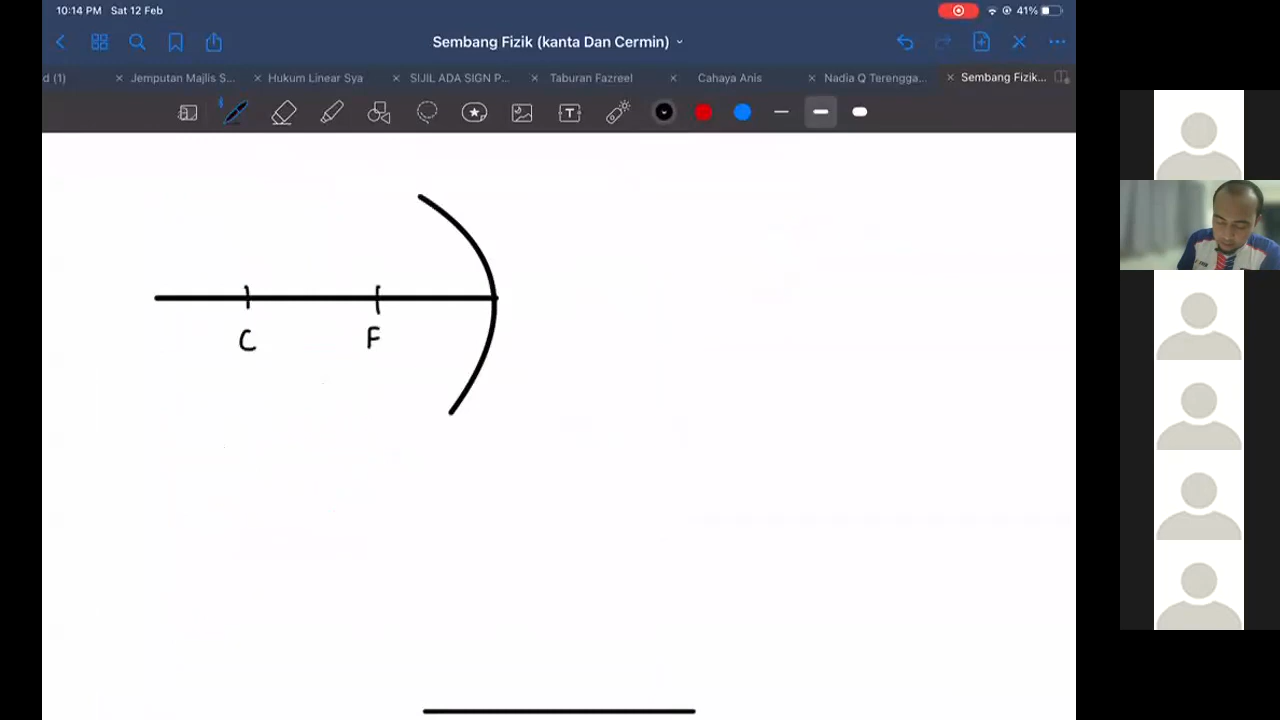 10:14 PM Sat 12 Feb
41%
Sembang Fizik (kanta Dan Cermin)
d (1)
Jemputan Majlis S...
Hukum Linear Sya
SIJIL ADA SIGN P...
Taburan Fazreel
Cahaya Anis
Nadia Q Terengga...
Sembang Fizik...
T
C
F